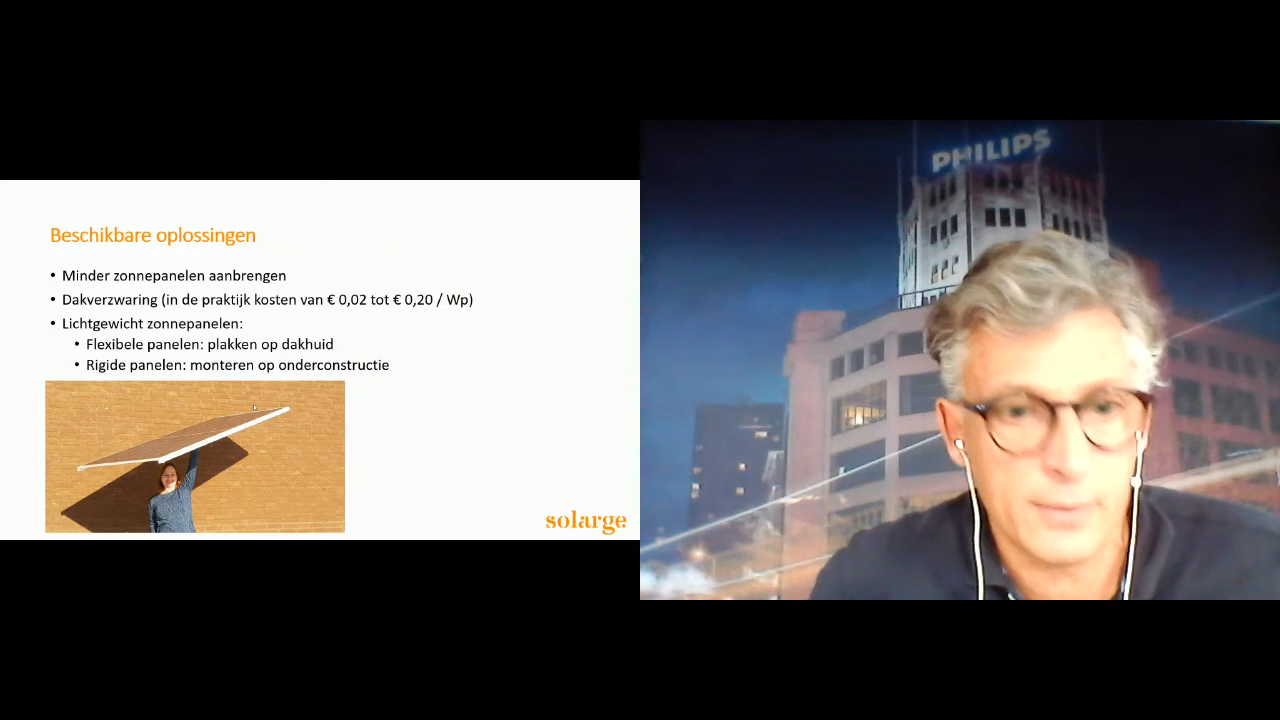 Beschikbare oplossingen
• Minder zonnepanelen aanbrengen
• Dakverzwaring (in de praktijk kosten van € 0,02 tot € 0,20 / Wp)
• Lichtgewicht zonnepanelen:
• Flexibele panelen: plakken op dakhuid
• Rigide panelen: monteren op onderconstructie
solarge
PHILIPS